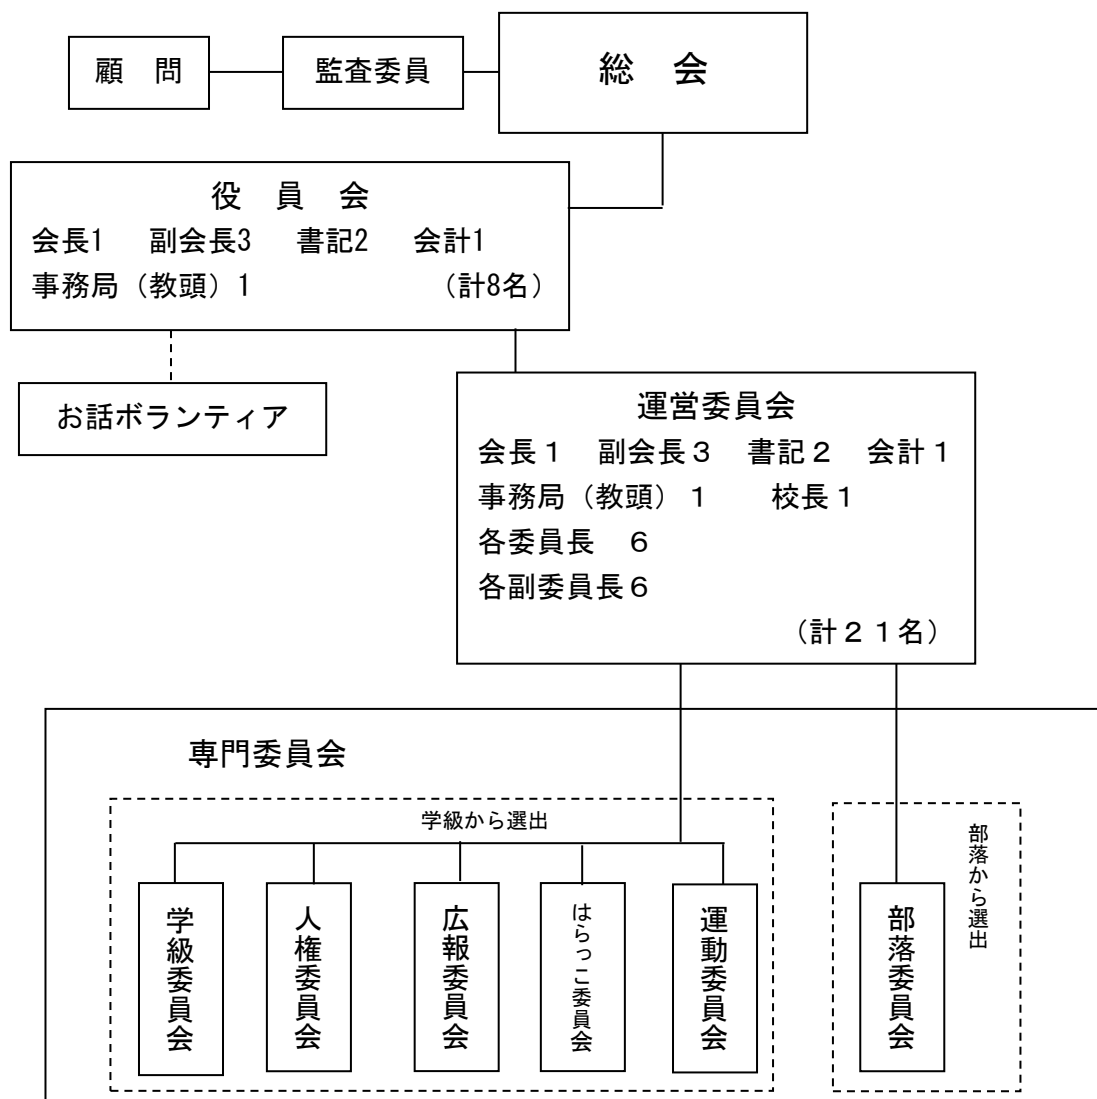 顧　問
監査委員
総　会
役　員　会
会長1　副会長3　書記2　会計1
事務局（教頭）1　（計8名）
お話ボランティア
運営委員会
会長１　副会長３　書記２　会計１
事務局（教頭）１　校長１
各委員長　６
各副委員長６
（計２１名）
専門委員会
学級から選出
学級委員会
人権委員会
広報委員会
はらっこ委員会
運動委員会
部落委員会
部落から選出